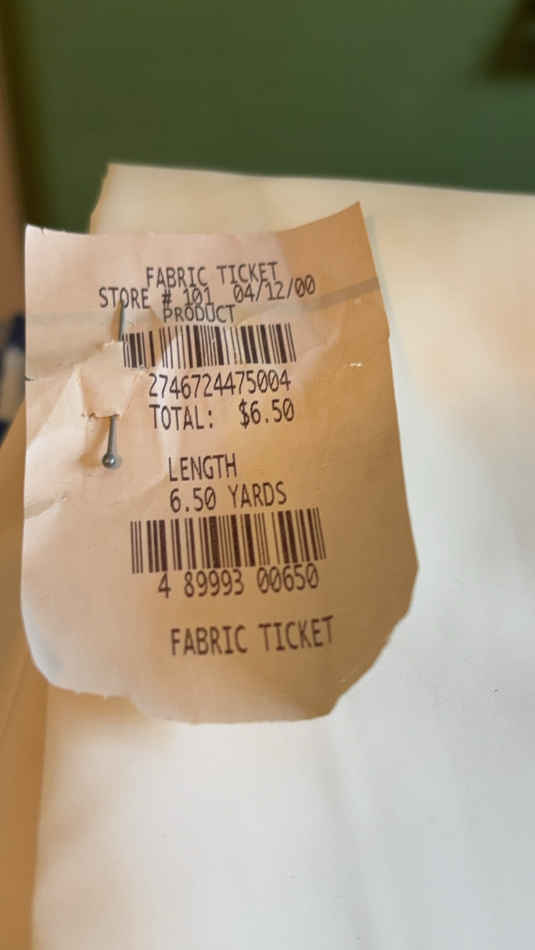 FABRIC TICKET
STORE # 101 04/12/00
PRODUCT
2746724475004
TOTAL: $6.50
LENGTH
6.50 YARDS
4 89993 00650
FABRIC TICKET